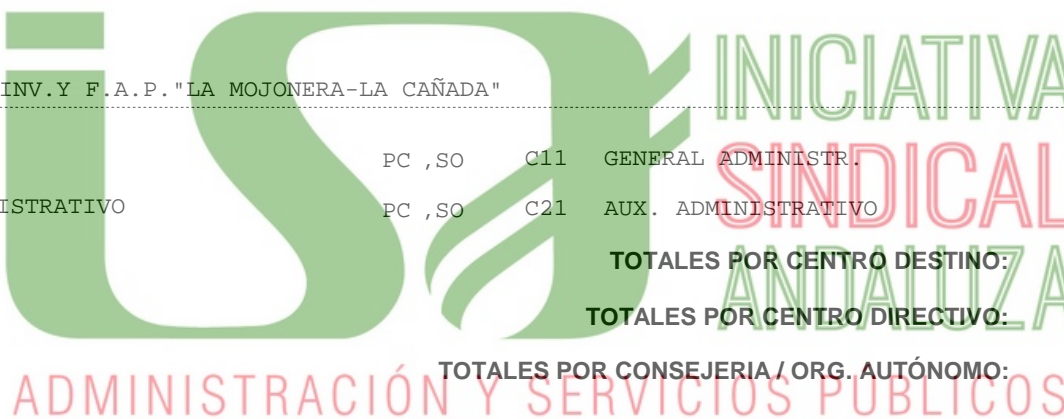 isa
INICIATIVA
INV.Y F.A.P."LA MOJONERA-LA CAÑADA"
PC ,SO C11 GENERAL ADMINISTR.
SINDICAL
ISTRATIVO PC ,SO C21 AUX. ADMINISTRATIVO
TOTALES POR CENTRO DESTINO:
ANDALUZA
TOTALES POR CENTRO DIRECTIVO:
TOTALES POR CONSEJERIA / ORG. AUTÓNOMO:
ADMINISTRACIÓN Y SERVICIOS PÚBLICOS